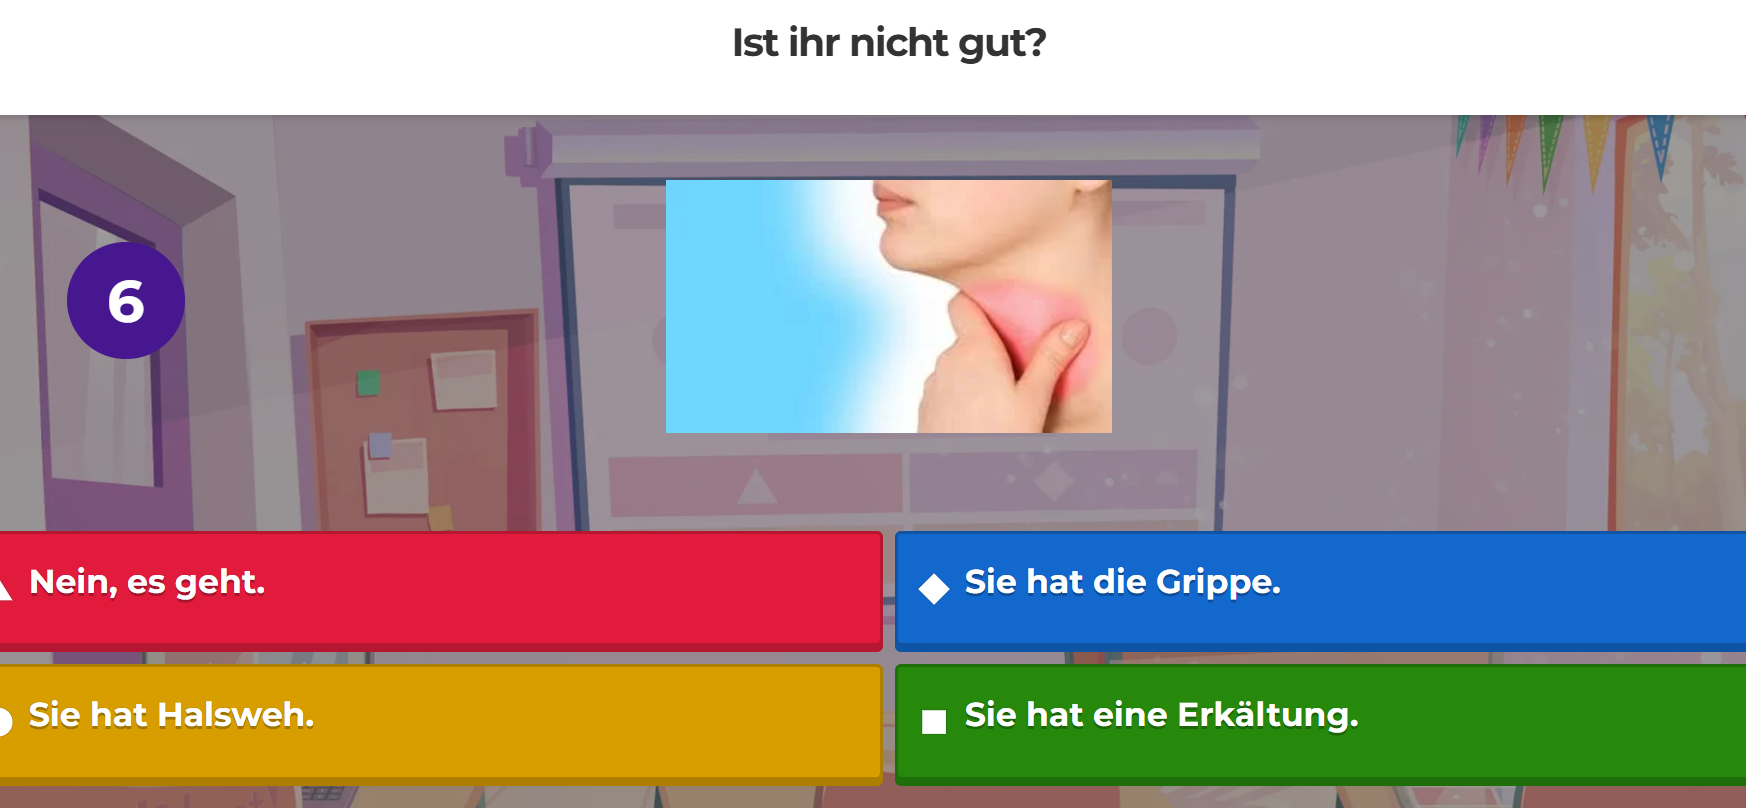 Ist ihr nicht gut?
6
Nein, es geht.
Sie hat die Grippe.
Sie hat Halsweh.
Sie hat eine Erkältung.